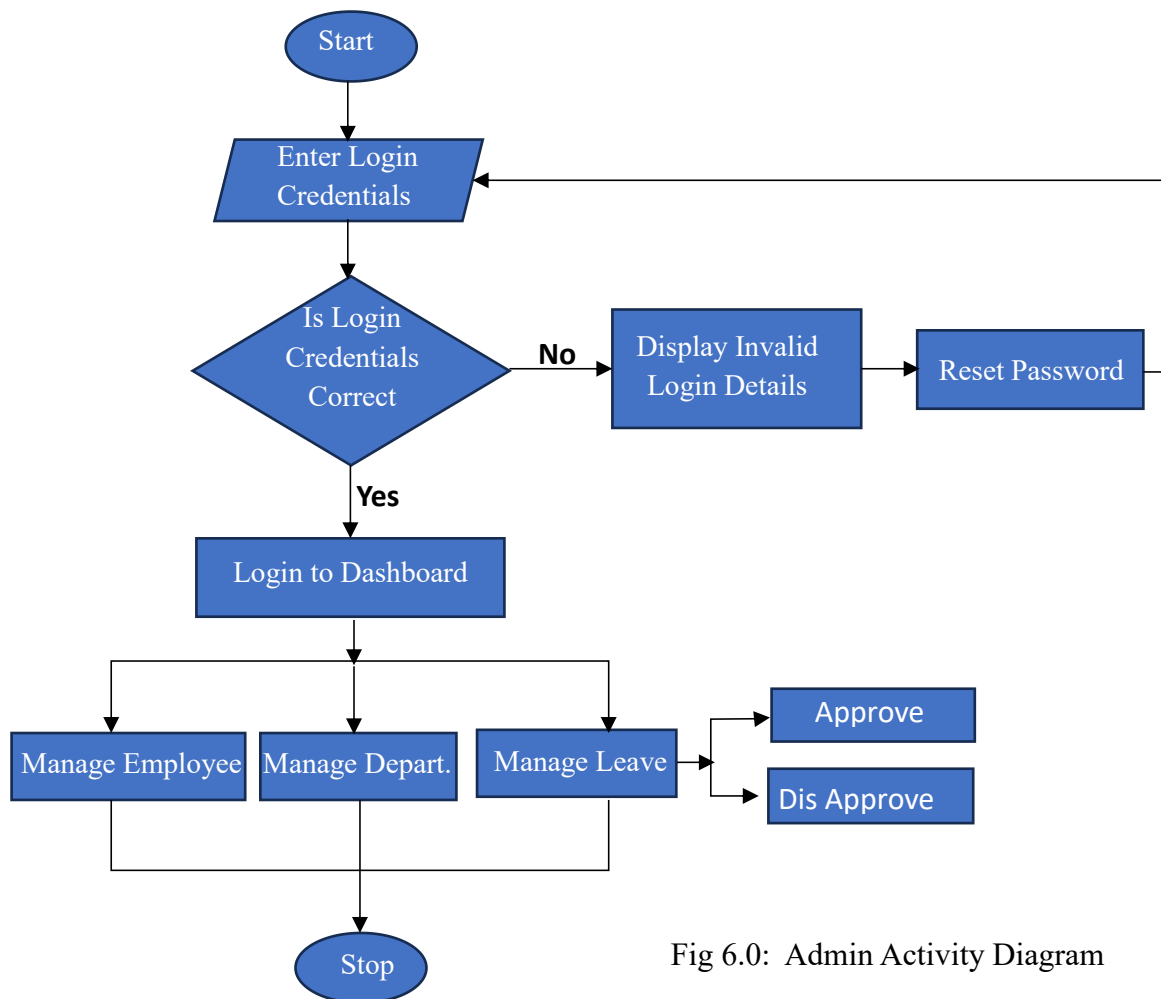 Start
Enter Login
Credentials
Is Login
Credentials
Correct
No
Display Invalid
Login Details
Reset Password
Yes
Login to Dashboard
Manage Employee
Manage Depart.
Manage Leave
Approve
Dis Approve
Stop
Fig 6.0: Admin Activity Diagram